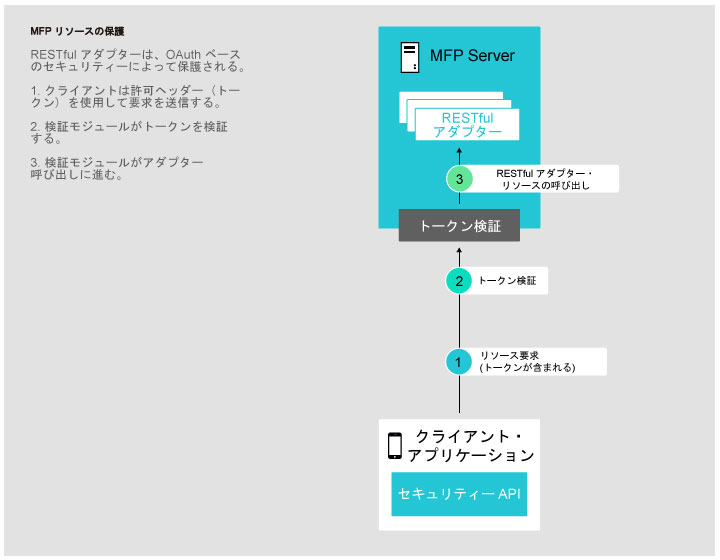 MFP リソースの保護
RESTful アダプターは、OAuth ベース
のセキュリティーによって保護される。
1. クライアントは許可ヘッダー（トー
クン）を使用して要求を送信する。
2. 検証モジュールがトークンを検証
する。
3. 検証モジュールがアダプター
呼び出しに進む。
MFP Server
RESTful
アダプター
3
RESTful アダプター・
リソースの呼び出し
トークン検証
2
トークン検証
1
リソース要求
(トークンが含まれる)
クライアント・
アプリケーション
セキュリティー API